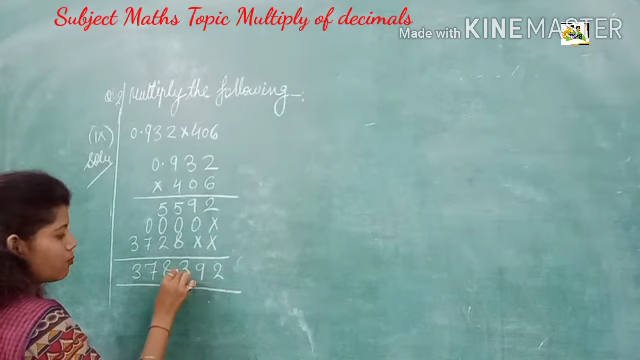 Subject Maths Topic Multiply of decimals
Made with KINEMASTER
Multiply the following :
(ix) 0.932 x 406
Solu
0.932
x 406
5592
0000x
3728xx
378392